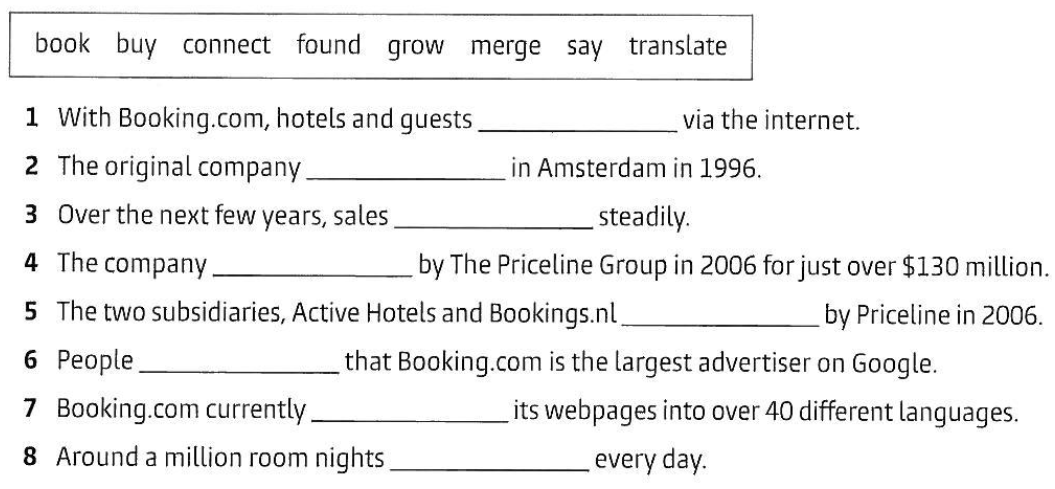 book buy connect found grow merge say translate
1 With Booking.com, hotels and guests _______________ via the internet.
2 The original company _______________ in Amsterdam in 1996.
3 Over the next few years, sales _______________ steadily.
4 The company _______________ by The Priceline Group in 2006 for just over $130 million.
5 The two subsidiaries, Active Hotels and Bookings.nl _______________ by Priceline in 2006.
6 People _______________ that Booking.com is the largest advertiser on Google.
7 Booking.com currently _______________ its webpages into over 40 different languages.
8 Around a million room nights _______________ every day.